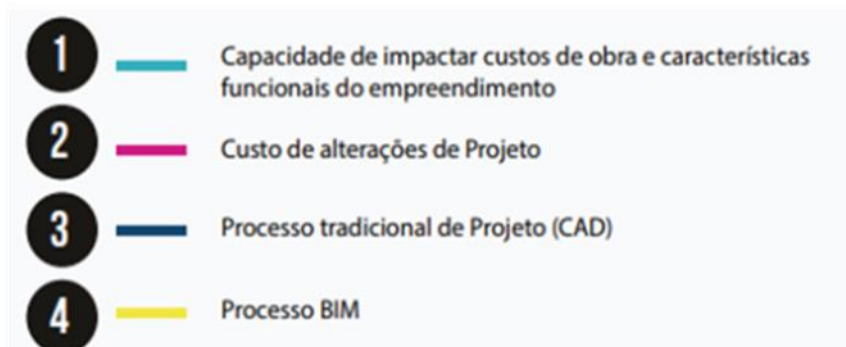 1 Capacidade de impactar custos de obra e características
funcionais do empreendimento
2 Custo de alterações de Projeto
3 Processo tradicional de Projeto (CAD)
4 Processo BIM